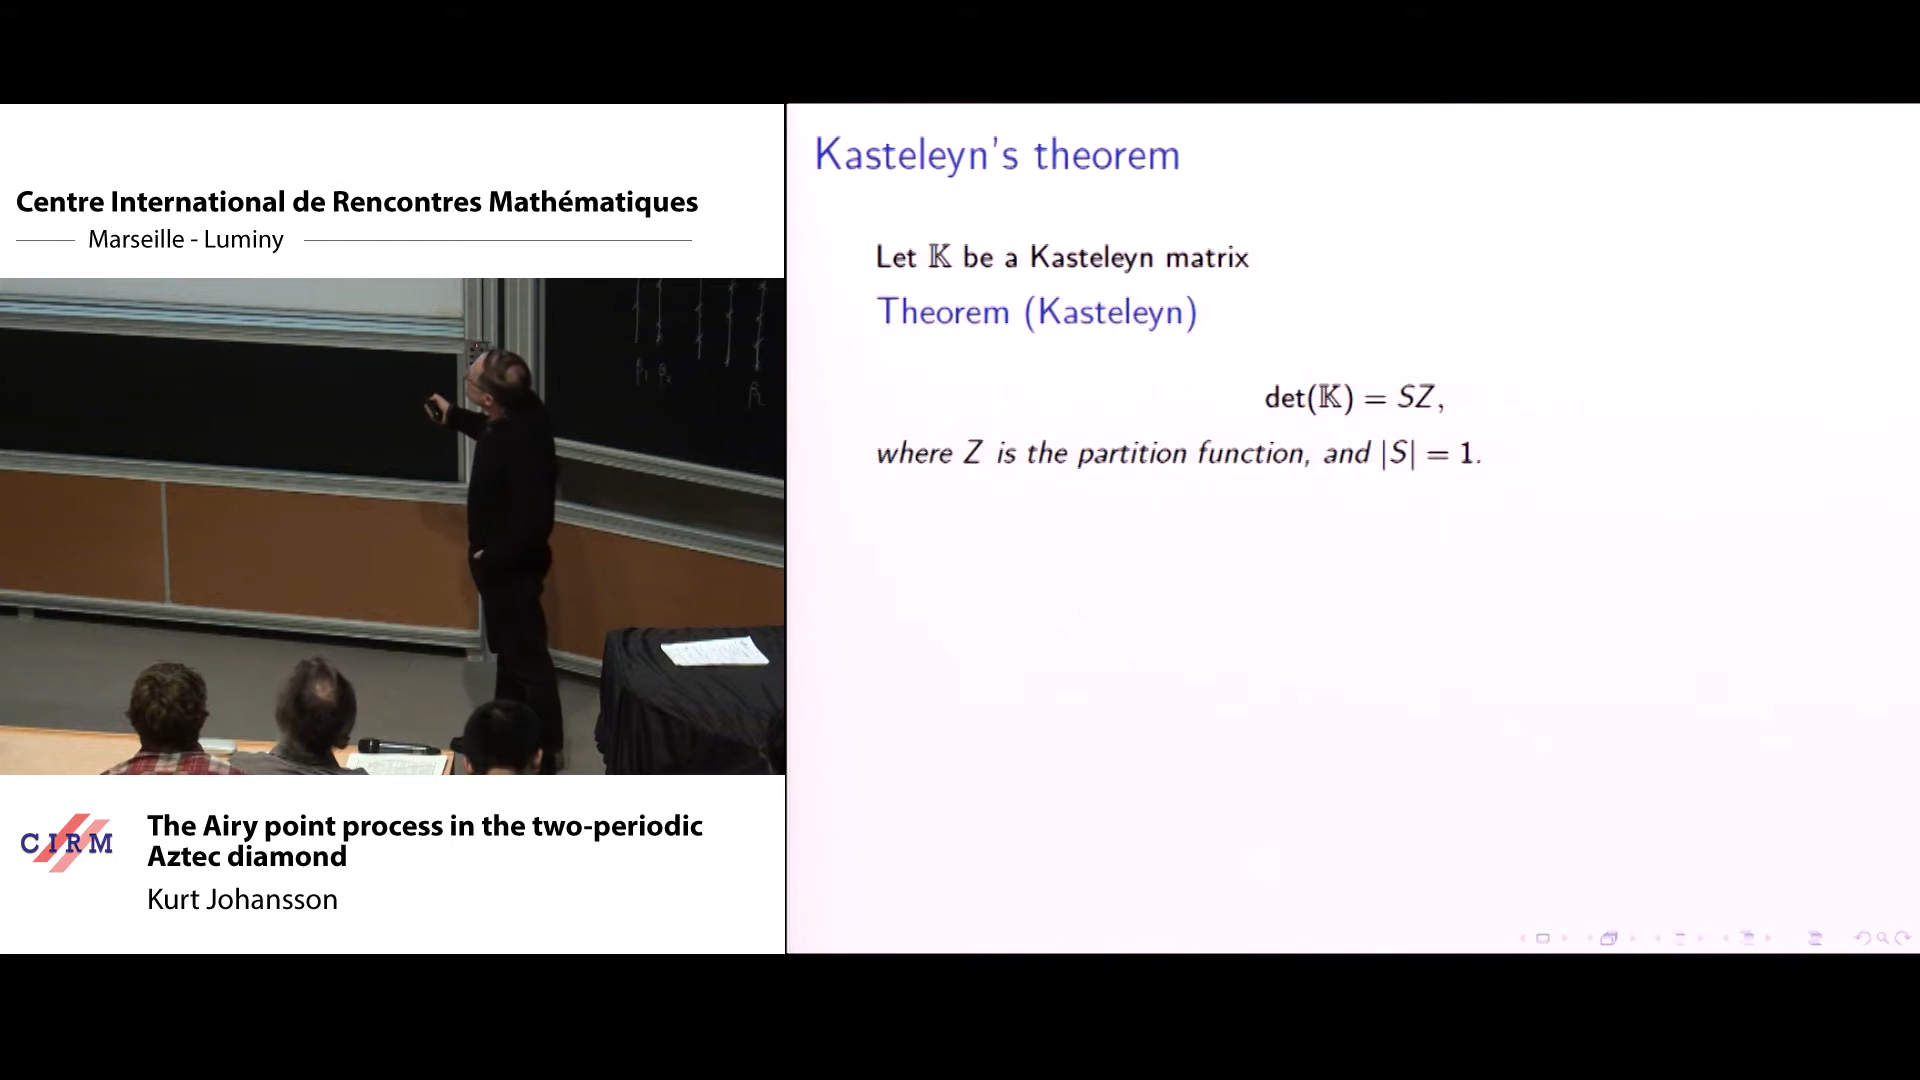 Centre International de Rencontres Mathématiques
Marseille - Luminy
CIRM
The Airy point process in the two-periodic
Aztec diamond
Kurt Johansson
Kasteleyn's theorem
Let 𝕂 be a Kasteleyn matrix
Theorem (Kasteleyn)
det(𝕂) = SZ,
where Z is the partition function, and |S| = 1.